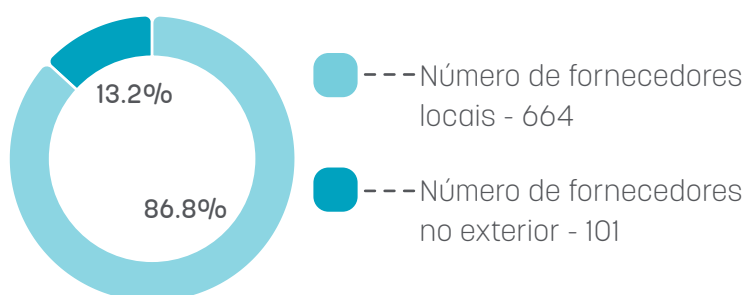 13.2%
86.8%
Número de fornecedores
locais - 664
Número de fornecedores
no exterior - 101